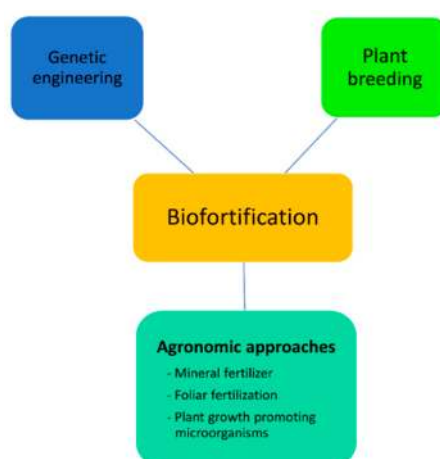 Genetic
engineering
Plant
breeding
Biofortification
Agronomic approaches
- Mineral fertilizer
- Foliar fertilization
- Plant growth promoting
microorganisms